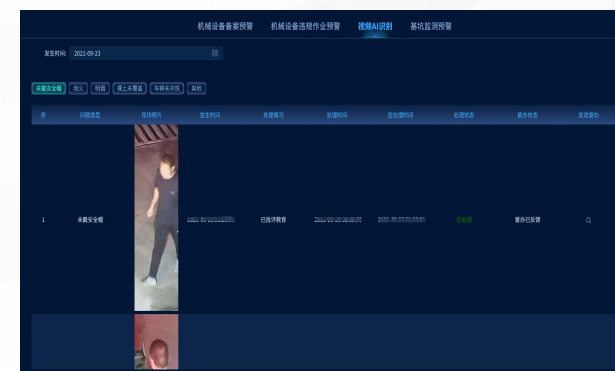 机械设备备案预警 机械设备违规作业预警 视频AI识别 基坑监测预警
发生时间: 2021-09-23
未戴安全帽 烟火 明烟 裸土未覆盖 车辆未冲洗 其他
序 问题类型 现场照片 发生时间 处理情况 处理时间 应处理时间 处理状态 督办状态 发送督办
1 未戴安全帽 已批评教育 已处理 督办已反馈